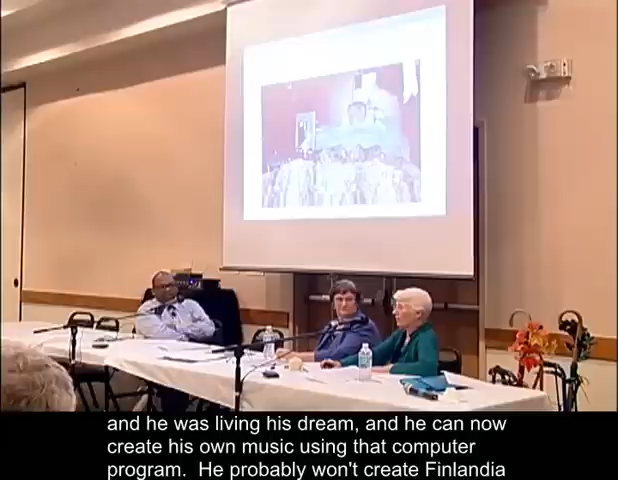 and he was living his dream, and he can now
create his own music using that computer
program.  He probably won't create Finlandia